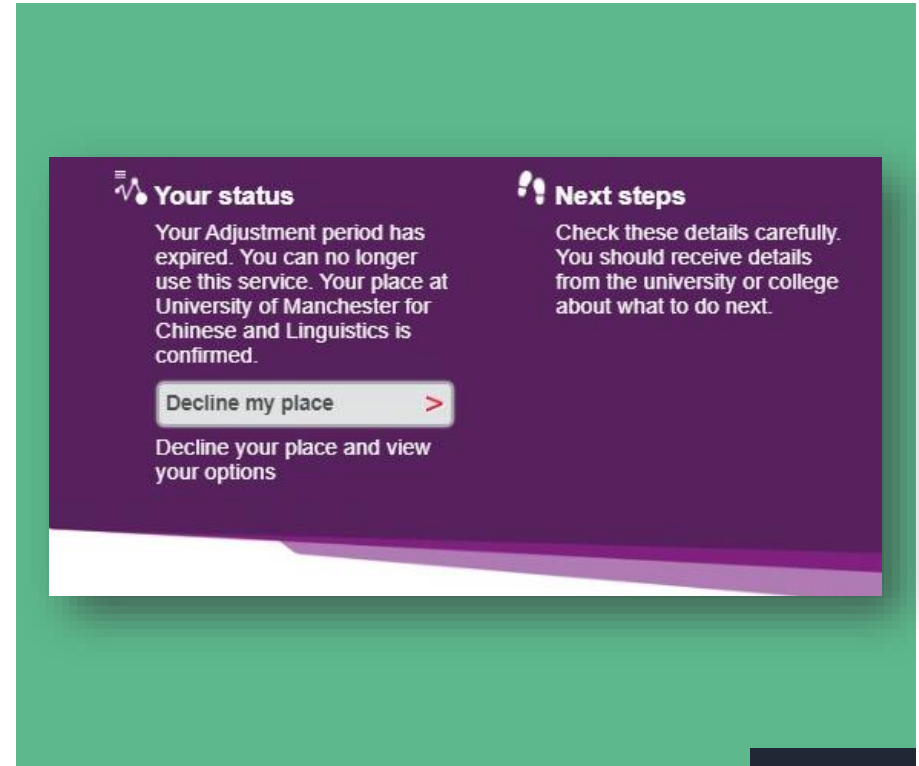 Your status
Your Adjustment period has
expired. You can no longer
use this service. Your place at
University of Manchester for
Chinese and Linguistics is
confirmed.
Decline my place >
Decline your place and view
your options
Next steps
Check these details carefully.
You should receive details
from the university or college
about what to do next.